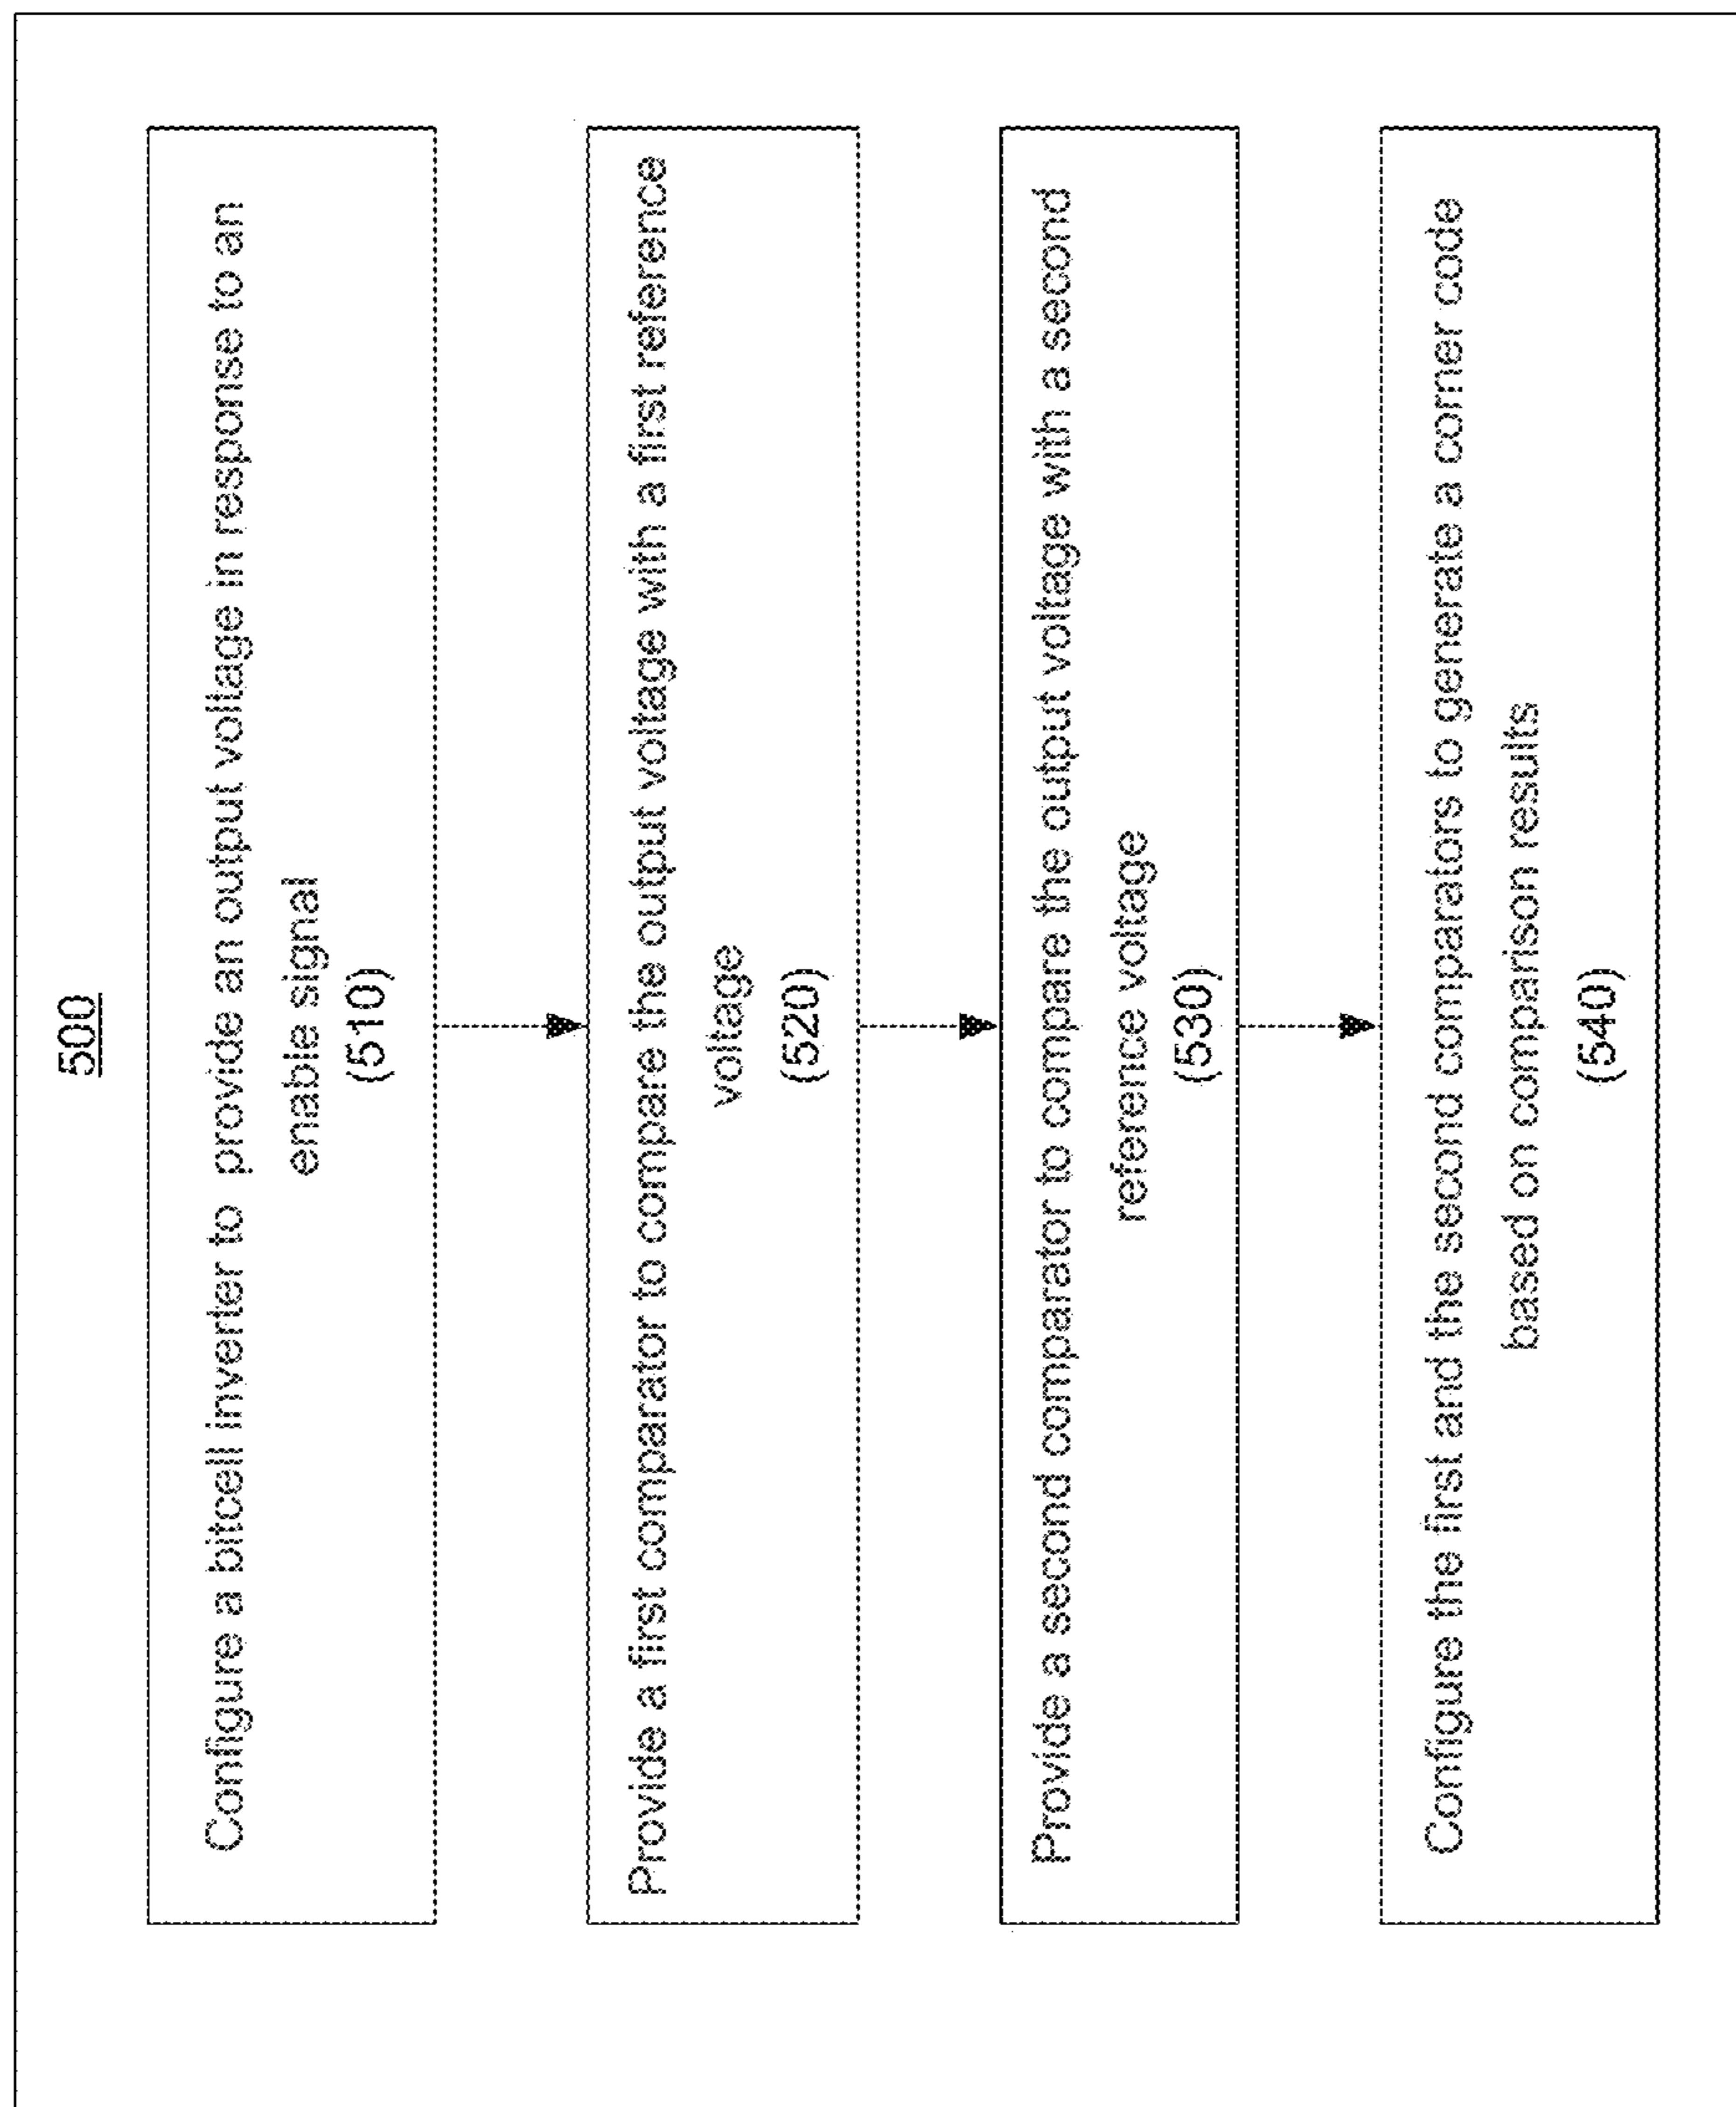 500
Configure a bitcell inverter to provide an output voltage in response to an
enable signal
(510)
Provide a first comparator to compare the output voltage with a first reference
voltage
(520)
Provide a second comparator to compare the output voltage with a second
reference voltage
(530)
Configure the first and the second comparators to generate a corner code
based on comparison results
(540)